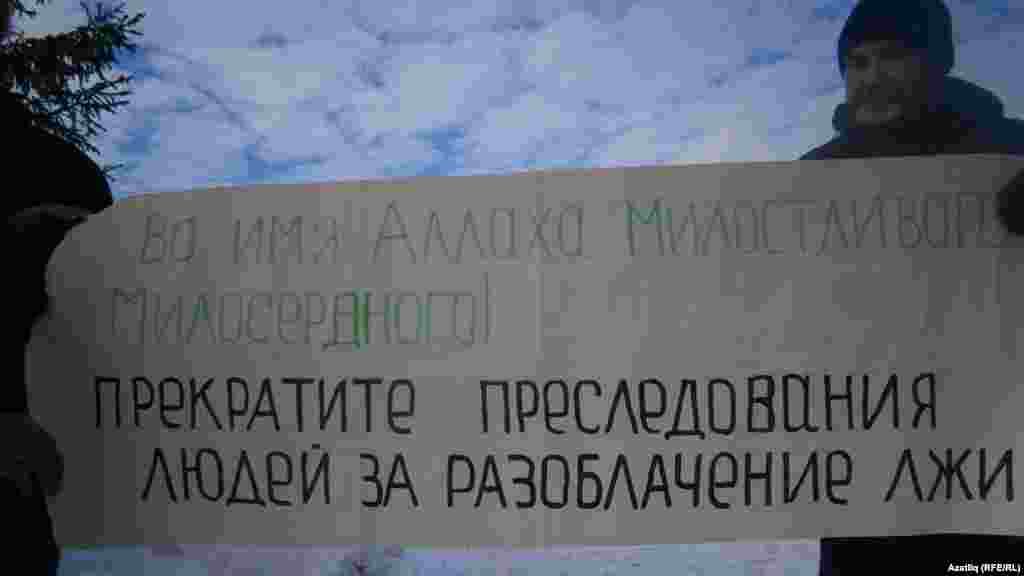 Во имя Аллаха Милостливого
Милосердного!
ПРЕКРАТИТЕ ПРЕСЛЕДОВАНИЯ
ЛЮДЕЙ ЗА РАЗОБЛАЧЕНИЕ ЛЖИ
Azatliq (RFE/RL)